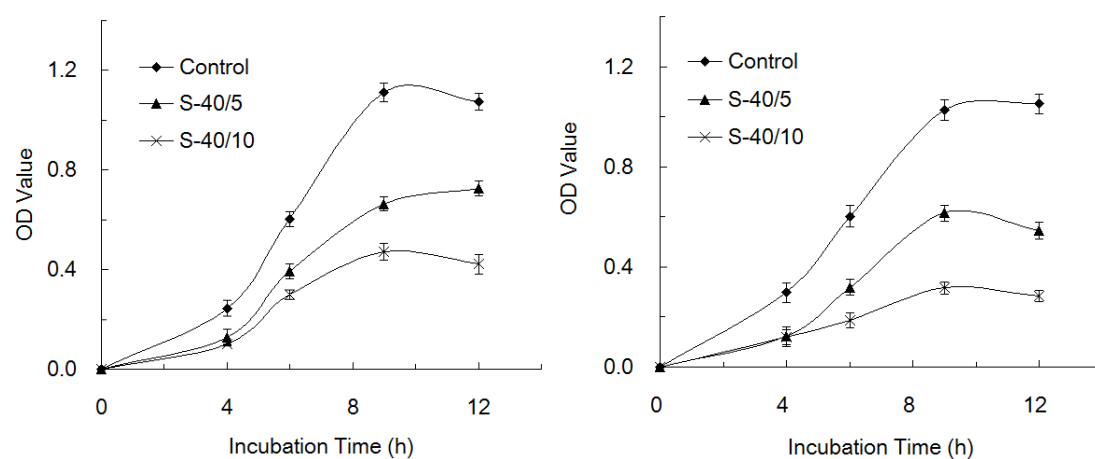 1.2
0.8
0.4
0.0
OD Value
Control
S-40/5
S-40/10
0 4 8 12
Incubation Time (h)
1.2
0.8
0.4
0.0
OD Value
Control
S-40/5
S-40/10
0 4 8 12
Incubation Time (h)